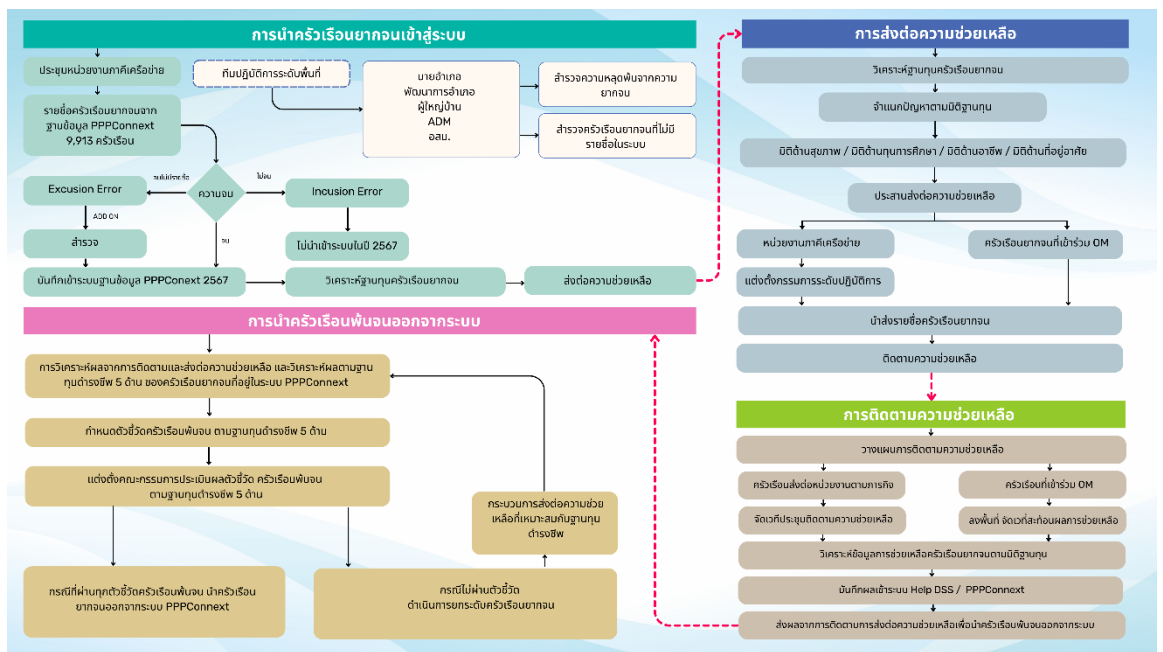 การนำครัวเรือนยากจนเข้าสู่ระบบ
ประชุมหน่วยงานภาคีเครือข่าย
รายชื่อครัวเรือนยากจนจาก
ฐานข้อมูล PPPConnext
9,913 ครัวเรือน
ทีมปฏิบัติการระดับพื้นที่
นายอำเภอ
พัฒนาการอำเภอ
ผู้ใหญ่บ้าน
ADM
อสม.
สำรวจความหลุดพ้นจากความ
ยากจน
สำรวจครัวเรือนยากจนที่ไม่มี
รายชื่อในระบบ
Excusion Error
จนไม่มีรายชื่อ
ความจน
ไม่จน
Incusion Error
ADD ON
สำรวจ
จน
ไม่นำเข้าระบบในปี 2567
บันทึกเข้าระบบฐานข้อมูล PPPConext 2567
วิเคราะห์ฐานทุนครัวเรือนยากจน
ส่งต่อความช่วยเหลือ
การส่งต่อความช่วยเหลือ
วิเคราะห์ฐานทุนครัวเรือนยากจน
จำแนกปัญหาตามมิติฐานทุน
มิติด้านสุขภาพ / มิติด้านทุนการศึกษา / มิติด้านอาชีพ / มิติด้านที่อยู่อาศัย
ประสานส่งต่อความช่วยเหลือ
หน่วยงานภาคีเครือข่าย
ครัวเรือนยากจนที่เข้าร่วม OM
แต่งตั้งกรรมการระดับปฏิบัติการ
นำส่งรายชื่อครัวเรือนยากจน
ติดตามความช่วยเหลือ
การติดตามความช่วยเหลือ
วางแผนการติดตามความช่วยเหลือ
ครัวเรือนส่งต่อหน่วยงานตามภารกิจ
ครัวเรือนที่เข้าร่วม OM
จัดเวทีประชุมติดตามความช่วยเหลือ
ลงพื้นที่ จัดเวทีสะท้อนผลการช่วยเหลือ
วิเคราะห์ข้อมูลการช่วยเหลือครัวเรือนยากจนตามมิติฐานทุน
บันทึกผลเข้าระบบ Help DSS / PPPConnext
ส่งผลจากการติดตามการส่งต่อความช่วยเหลือเพื่อนำครัวเรือนพ้นจนออกจากระบบ
การนำครัวเรือนพ้นจนออกจากระบบ
การวิเคราะห์ผลจากการติดตามและส่งต่อความช่วยเหลือ และวิเคราะห์ผลตามฐาน
ทุนดำรงชีพ 5 ด้าน ของครัวเรือนยากจนที่อยู่ในระบบ PPPConnext
กำหนดตัวชี้วัดครัวเรือนพ้นจน ตามฐานทุนดำรงชีพ 5 ด้าน
แต่งตั้งคณะกรรมการประเมินผลตัวชี้วัด ครัวเรือนพ้นจน
ตามฐานทุนดำรงชีพ 5 ด้าน
กระบวนการส่งต่อความช่วย
เหลือที่เหมาะสมกับฐานทุน
ดำรงชีพ
กรณีที่ผ่านทุกตัวชี้วัดครัวเรือนพ้นจน นำครัวเรือน
ยากจนออกจากระบบ PPPConnext
กรณีไม่ผ่านตัวชี้วัด
ดำเนินการยกระดับครัวเรือนยากจน